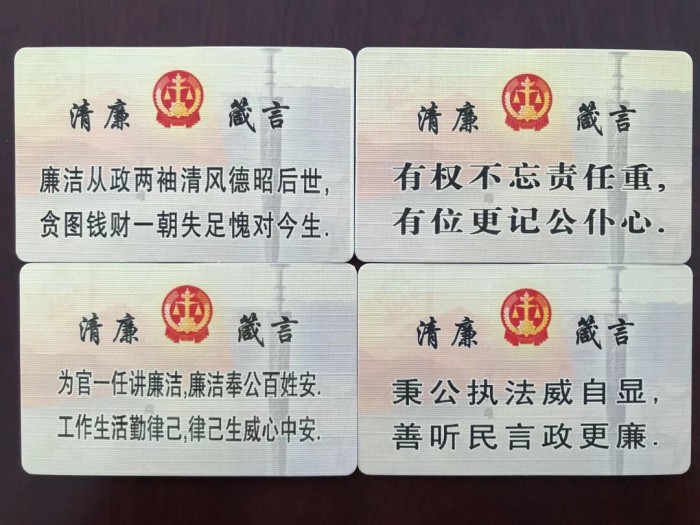 清廉 箴言
廉洁从政两袖清风德昭后世,
贪图钱财一朝失足愧对今生.
清廉 箴言
有权不忘责任重,
有位更记公仆心.
清廉 箴言
为官一任讲廉洁,廉洁奉公百姓安.
工作生活勤律己,律己生威心中安.
清廉 箴言
秉公执法威自显,
善听民言政更廉.